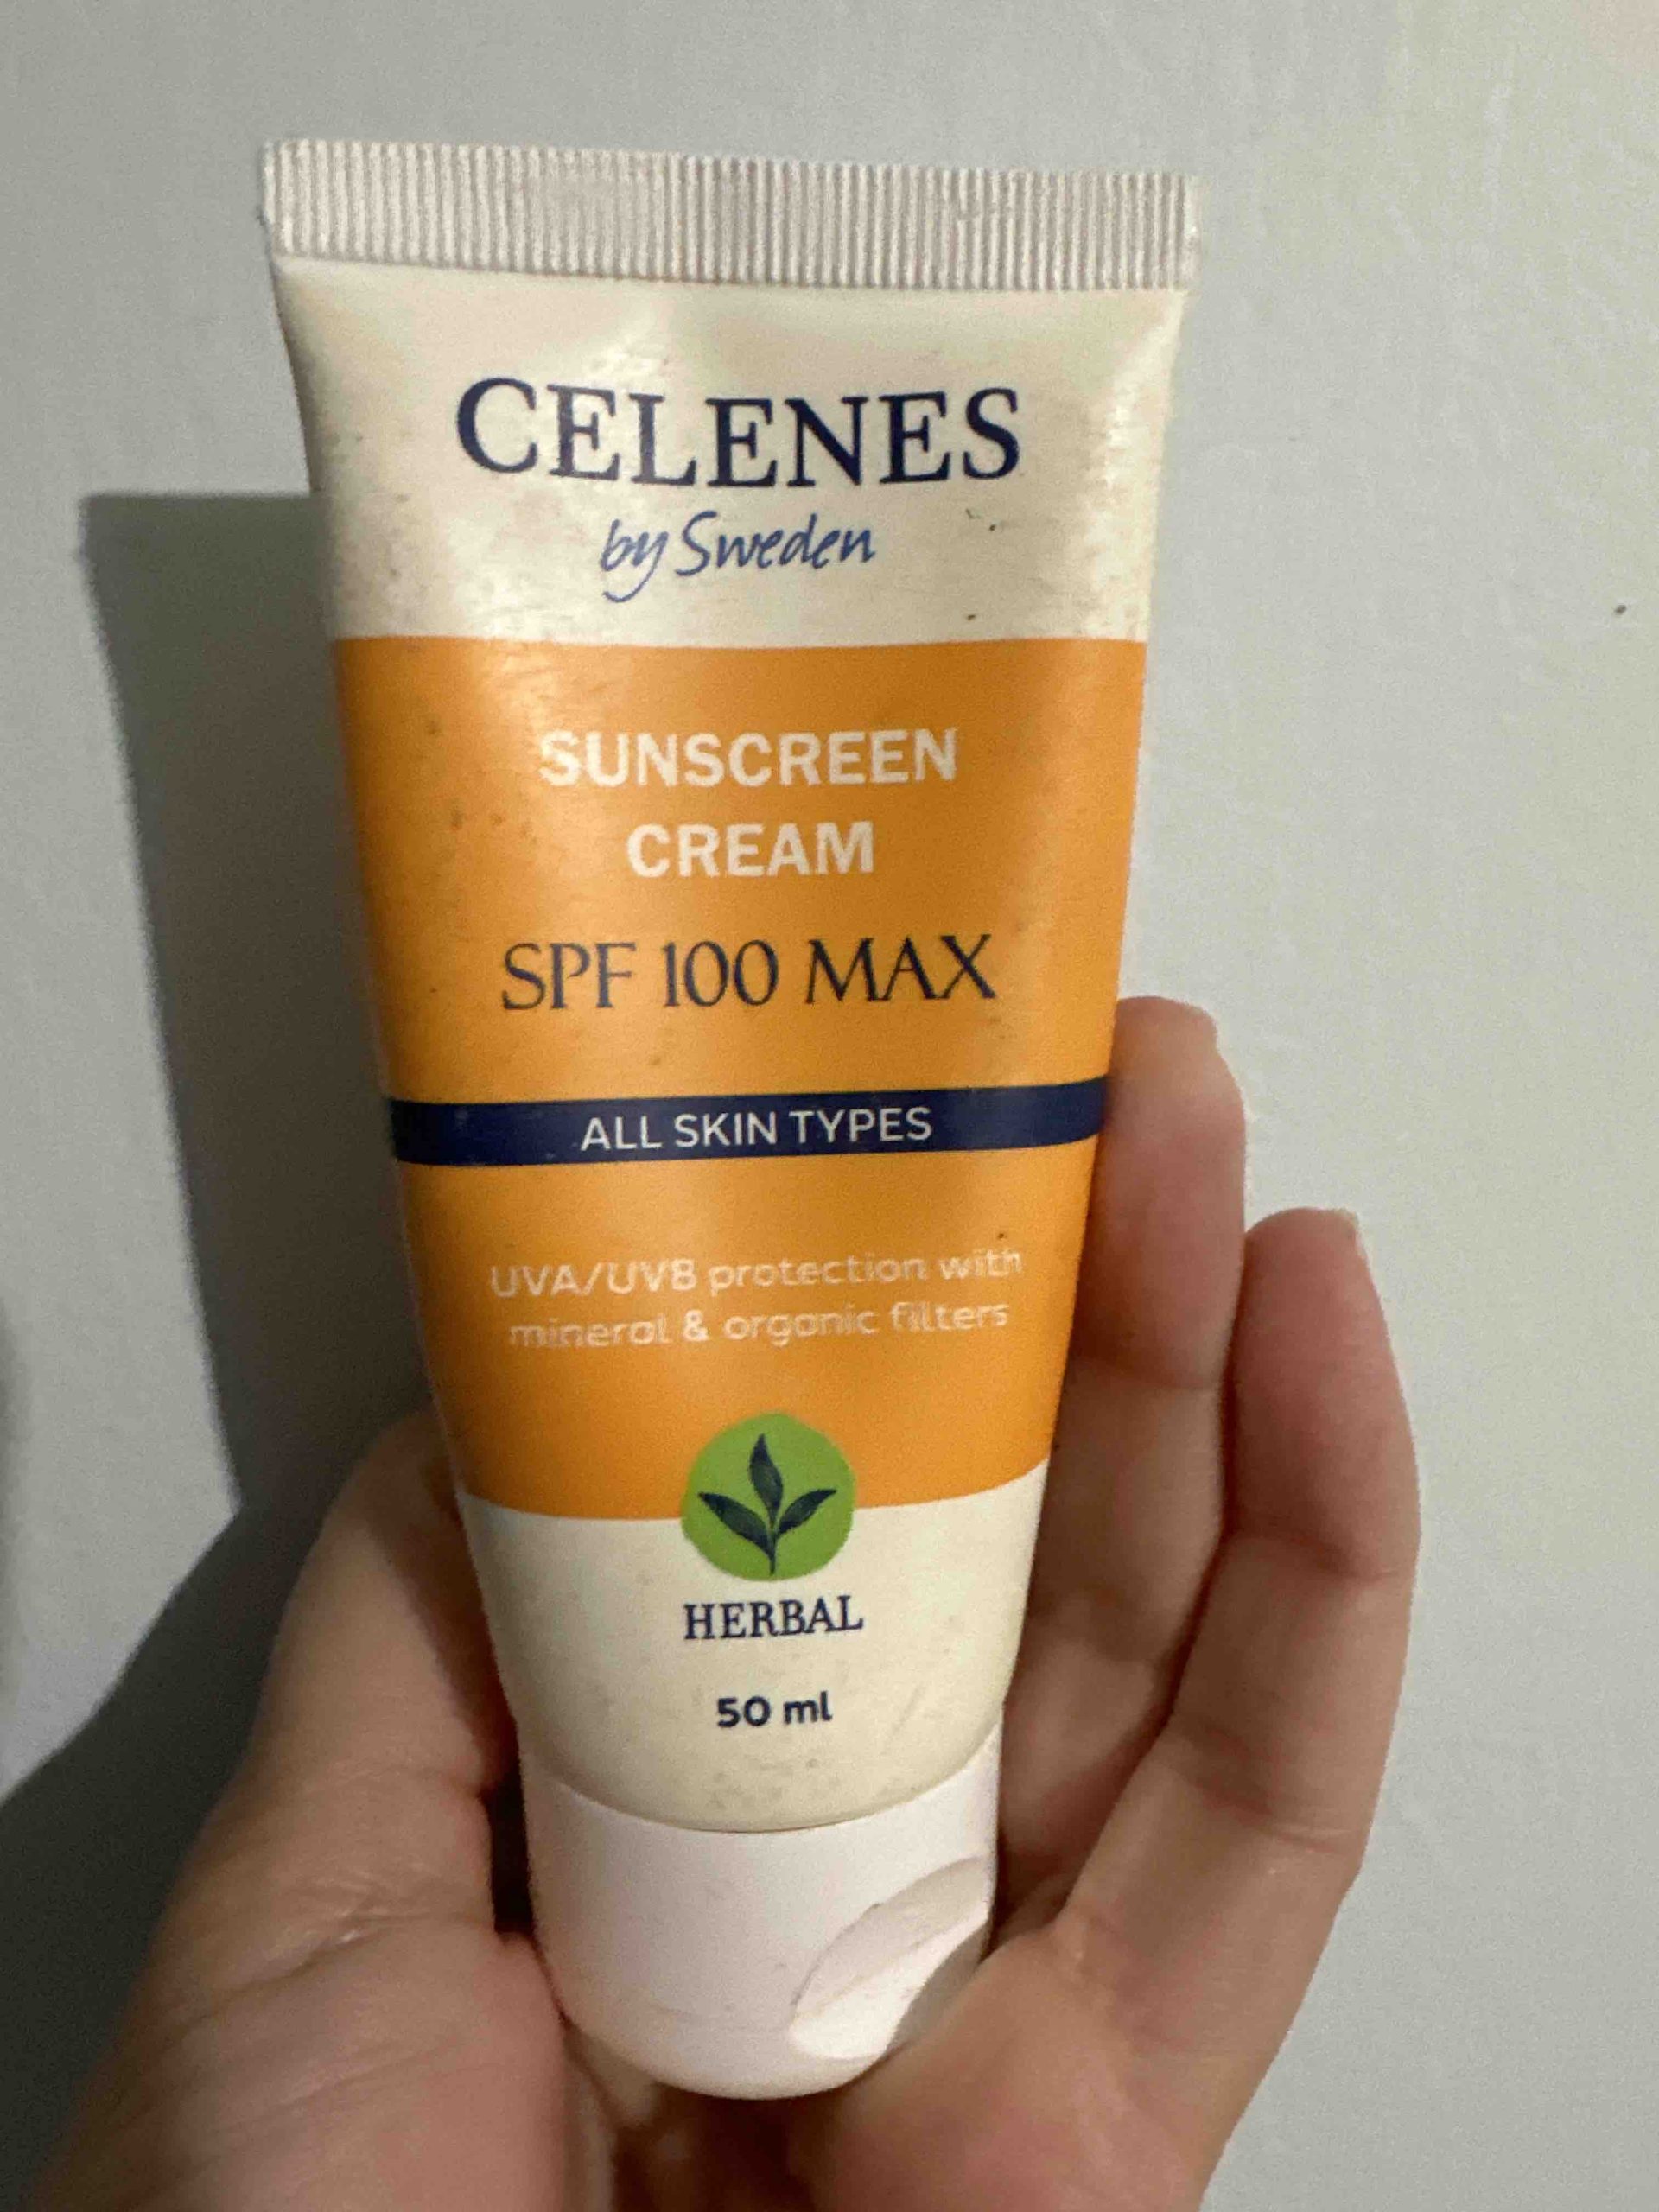 CELENES
by Sweden
SUNSCREEN
CREAM
SPF 100 MAX
ALL SKIN TYPES
UVA/UVB protection with
mineral & organic filters
HERBAL
50 ml